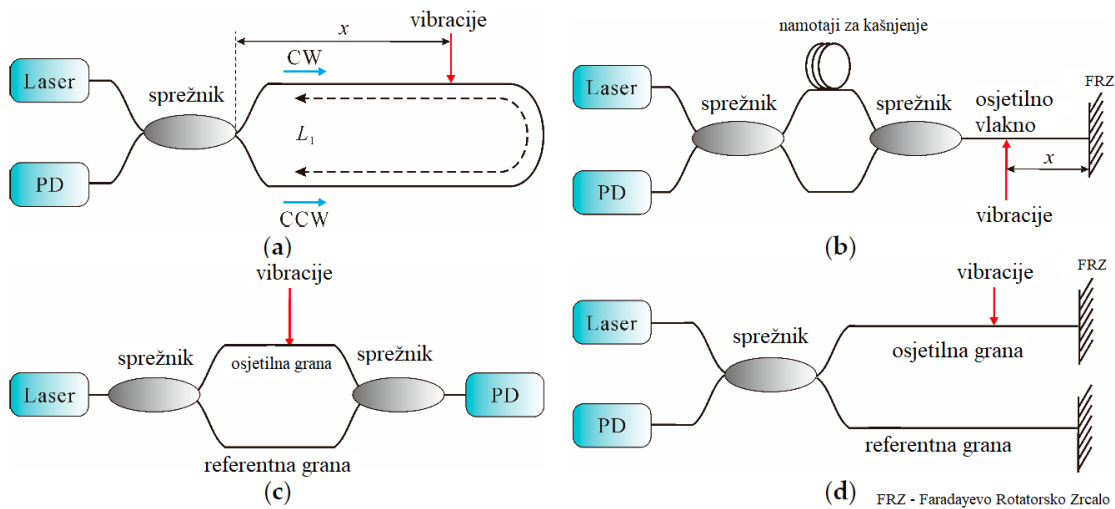 vibracije
x
CW
Laser
sprežnik
L₁
PD
CCW
(a)
namotaji za kašnjenje
FRZ
Laser
sprežnik
sprežnik
osjetilno
vlakno
x
PD
vibracije
(b)
vibracije
sprežnik
osjetilna grana
sprežnik
Laser
PD
referentna grana
(c)
vibracije
FRZ
Laser
sprežnik
osjetilna grana
PD
referentna grana
(d)
FRZ - Faradayevo Rotatorsko Zrcalo